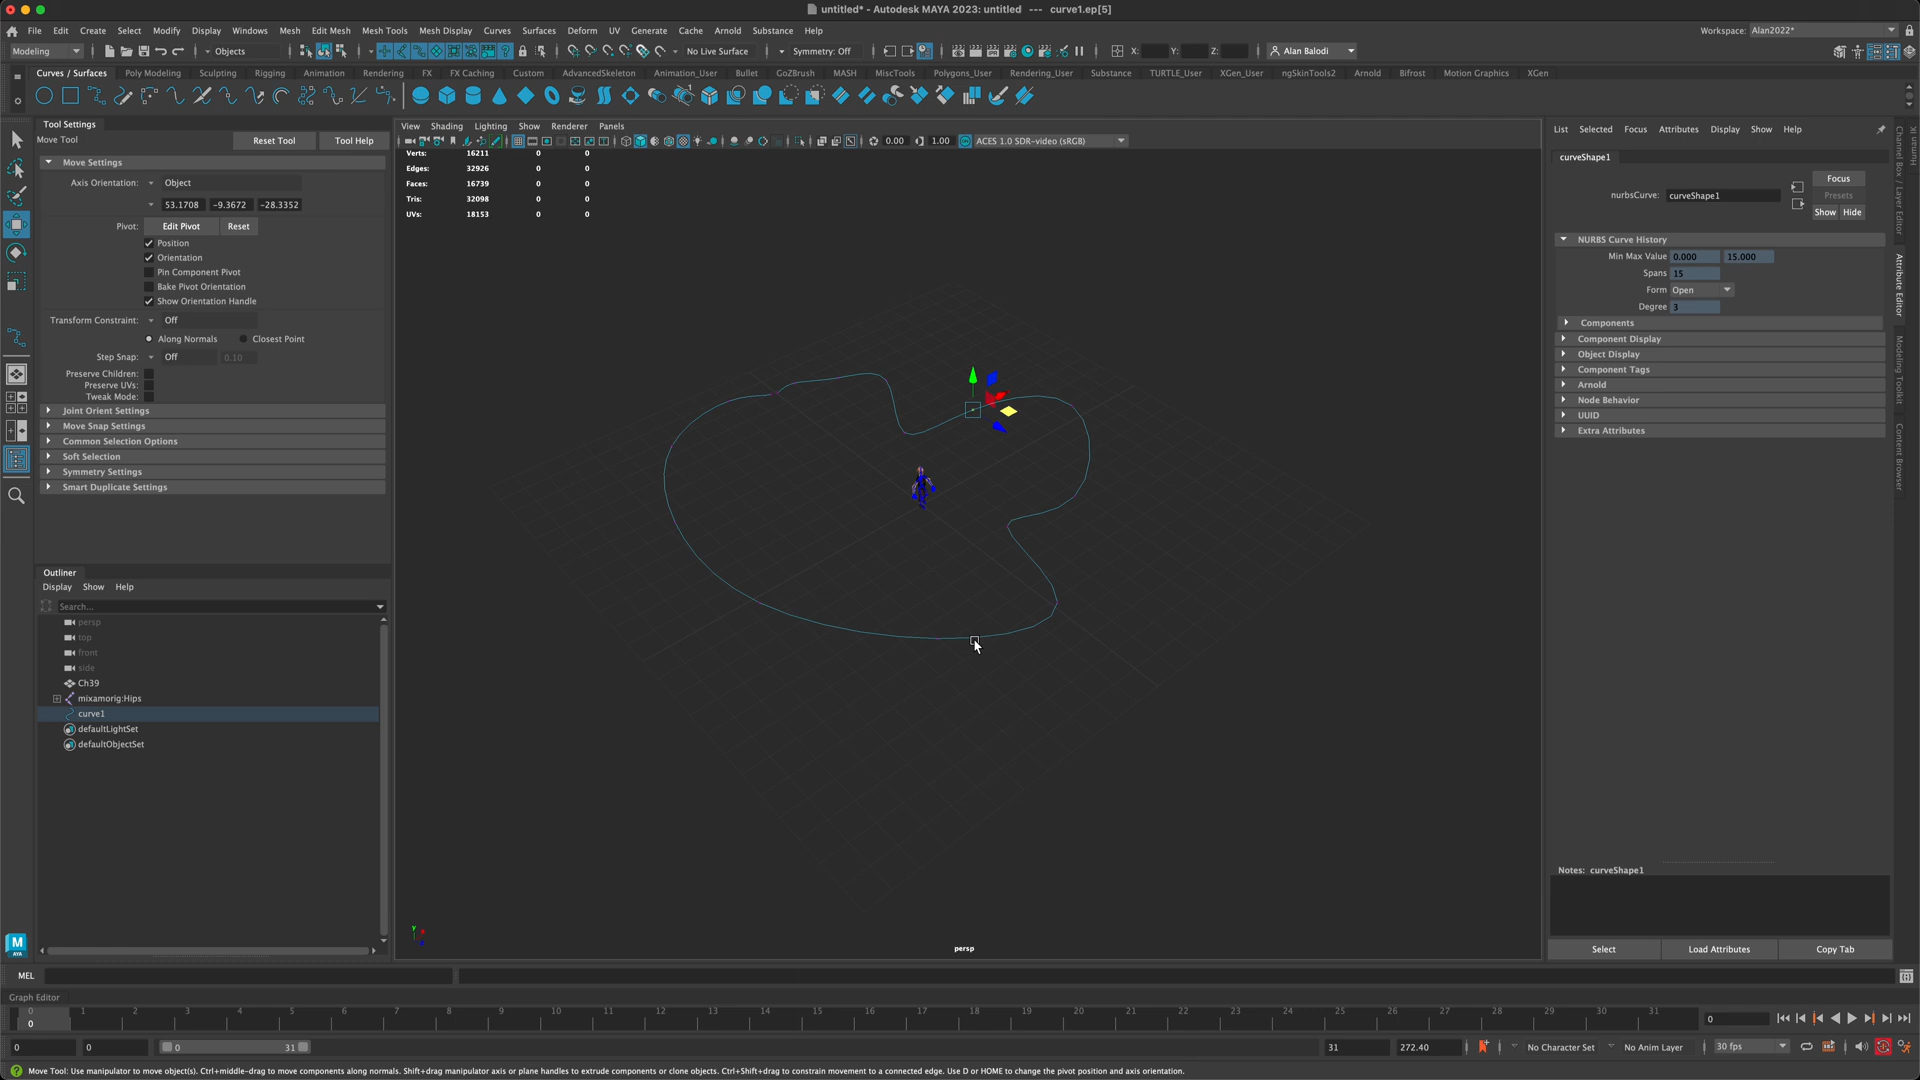 untitled* - Autodesk MAYA 2023: untitled --- curve1.ep[5]
File Edit Create Select Modify Display Windows Mesh Edit Mesh Mesh Tools Mesh Display Curves Surfaces Deform UV Generate Cache Arnold Substance Help
Workspace: Alan2022*
Modeling Objects No Live Surface Symmetry: Off X: Y: Z: Alan Balodi
Curves / Surfaces Poly Modeling Sculpting Rigging Animation Rendering FX FX Caching Custom AdvancedSkeleton Animation_User Bullet GoZBrush MASH MiscTools Polygons_User Rendering_User Substance TURTLE_User XGen_User ngSkinTools2 Arnold Bifrost Motion Graphics XGen
Tool Settings
Move Tool Reset Tool Tool Help
Move Settings
Axis Orientation: Object
53.1708 -9.3672 -28.3352
Pivot: Edit Pivot Reset
Position
Orientation
Pin Component Pivot
Bake Pivot Orientation
Show Orientation Handle
Transform Constraint: Off
Along Normals Closest Point
Step Snap: Off 0.10
Preserve Children:
Preserve UVs:
Tweak Mode:
Joint Orient Settings
Move Snap Settings
Common Selection Options
Soft Selection
Symmetry Settings
Smart Duplicate Settings
Outliner
Display Show Help
Search...
persp
top
front
side
Ch39
mixamorig:Hips
curve1
defaultLightSet
defaultObjectSet
View Shading Lighting Show Renderer Panels
0.00 1.00 ACES 1.0 SDR-video (sRGB)
Verts: 16211 0 0
Edges: 32926 0 0
Faces: 16739 0 0
Tris: 32098 0 0
UVs: 18153 0 0
persp
List Selected Focus Attributes Display Show Help
curveShape1
nurbsCurve: curveShape1
Focus
Presets
Show Hide
NURBS Curve History
Min Max Value 0.000 15.000
Spans 15
Form Open
Degree 3
Components
Component Display
Object Display
Component Tags
Arnold
Node Behavior
UUID
Extra Attributes
Notes: curveShape1
Select Load Attributes Copy Tab
Channel Box / Layer Editor
Attribute Editor
Modeling Toolkit
Content Browser
Human IK
MEL
Graph Editor
0 1 2 3 4 5 6 7 8 9 10 11 12 13 14 15 16 17 18 19 20 21 22 23 24 25 26 27 28 29 30 31
0 0
0 0 0 31 31 272.40 No Character Set No Anim Layer 30 fps
Move Tool: Use manipulator to move object(s). Ctrl+middle-drag to move components along normals. Shift+drag manipulator axis or plane handles to extrude components or clone objects. Ctrl+Shift+drag to constrain movement to a connected edge. Use D or HOME to change the pivot position and axis orientation.
M
AYA
y
z